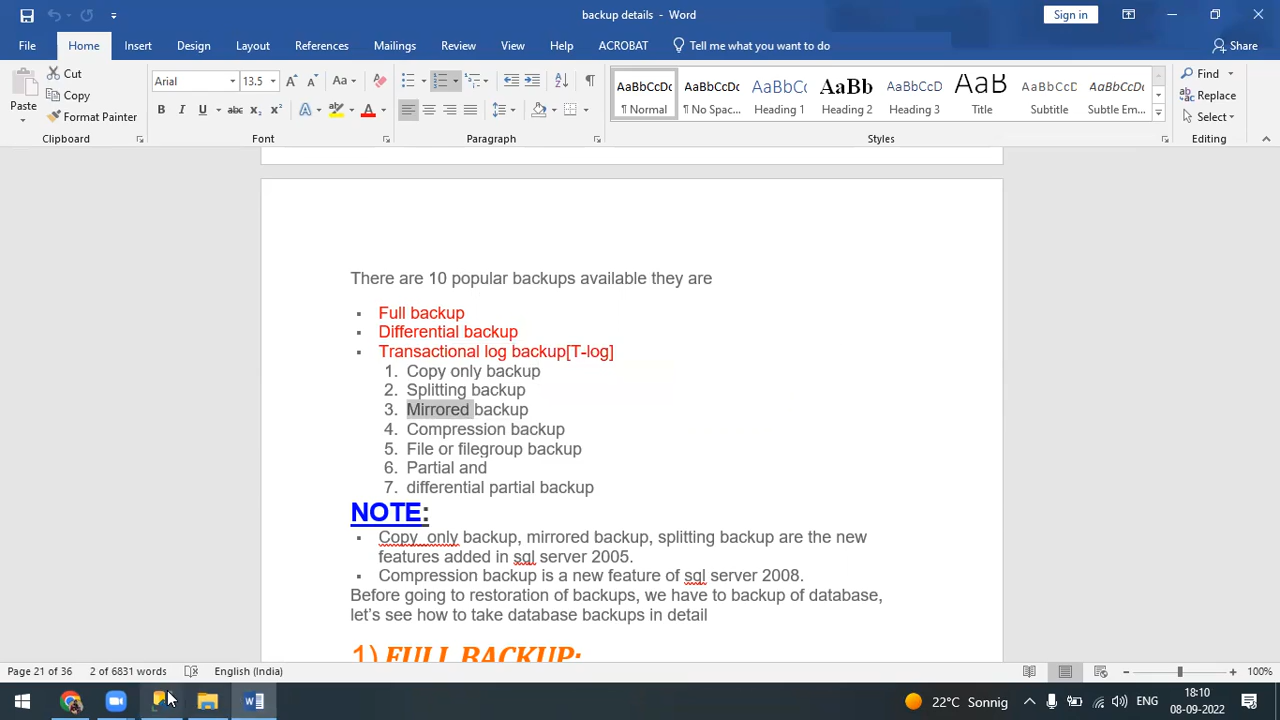 backup details - Word
Sign in
File Home Insert Design Layout References Mailings Review View Help ACROBAT Tell me what you want to do Share
Paste
Cut
Copy
Format Painter
Arial 13.5 Aa
AaBbCcDc AaBbCcDc AaBbCc AaBb AaBbCcD AaB AaBbCcD AaBbCcDc
¶ Normal ¶ No Spac... Heading 1 Heading 2 Heading 3 Title Subtitle Subtle Em...
Find
Replace
Select
Clipboard Font Paragraph Styles Editing
There are 10 popular backups available they are
▪ Full backup
▪ Differential backup
▪ Transactional log backup[T-log]
1. Copy only backup
2. Splitting backup
3. Mirrored backup
4. Compression backup
5. File or filegroup backup
6. Partial and
7. differential partial backup
NOTE:
▪ Copy_only backup, mirrored backup, splitting backup are the new
features added in sql server 2005.
▪ Compression backup is a new feature of sql server 2008.
Before going to restoration of backups, we have to backup of database,
let's see how to take database backups in detail
1) FULL BACKUP:
Page 21 of 36 2 of 6831 words English (India) 100%
22°C Sonnig ENG 18:10
08-09-2022